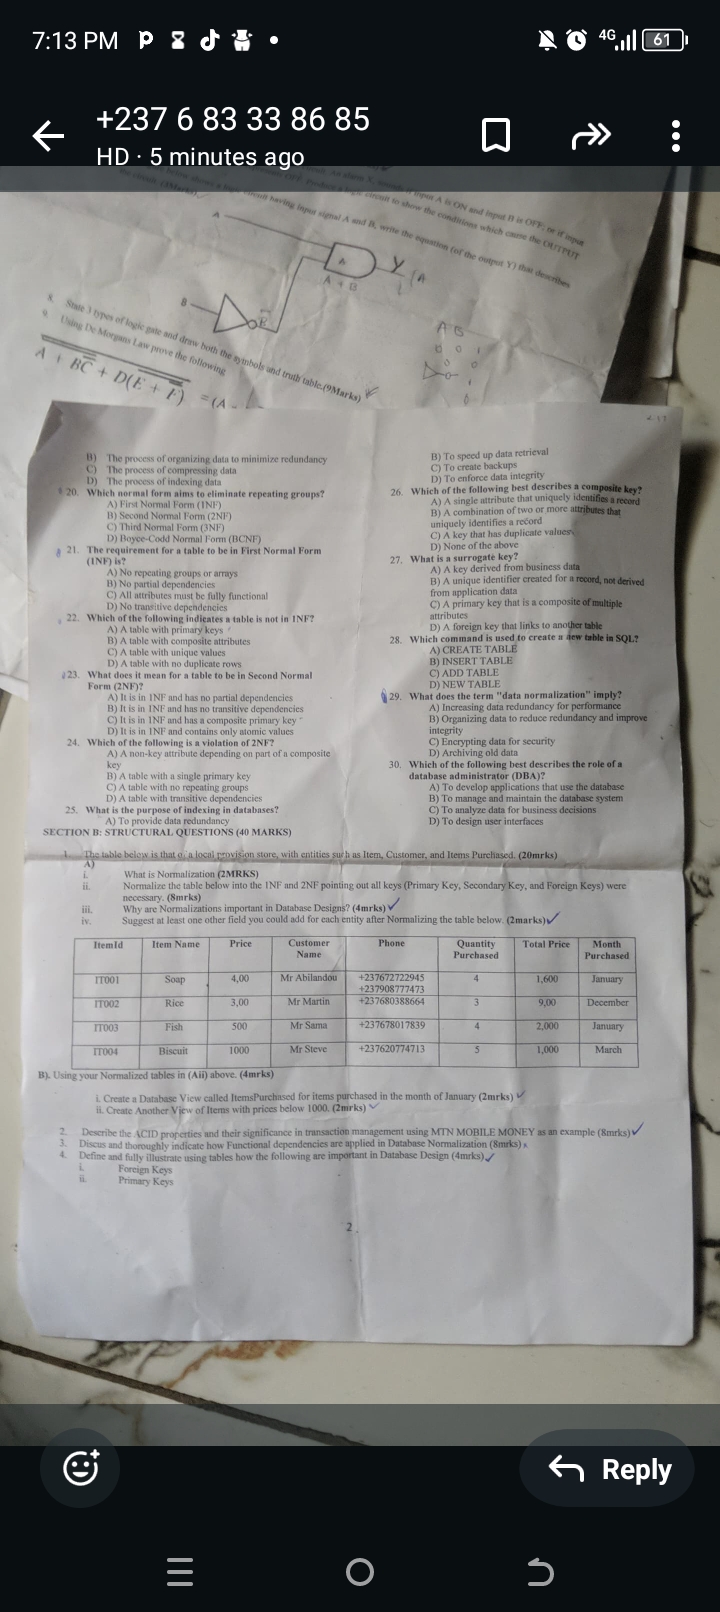 7:13 PM
4G
61
+237 6 83 33 86 85
HD · 5 minutes ago
input A is ON and input B is OFF; or if input
circuit to show the conditions which cause the OUTPUT
having input signal A and B, write the equation (of the output Y) that describes
A
A
Y
A + B
B
8. State 3 types of logic gate and draw both the symbols and truth table.(9Marks)
9. Using De Morgans Law prove the following
A B
A + BC + D(E + F)
B) The process of organizing data to minimize redundancy
C) The process of compressing data
D) The process of indexing data
20. Which normal form aims to eliminate repeating groups?
A) First Normal Form (1NF)
B) Second Normal Form (2NF)
C) Third Normal Form (3NF)
D) Boyce-Codd Normal Form (BCNF)
21. The requirement for a table to be in First Normal Form
(1NF) is?
A) No repeating groups or arrays
B) No partial dependencies
C) All attributes must be fully functional
D) No transitive dependencies
22. Which of the following indicates a table is not in 1NF?
A) A table with primary keys
B) A table with composite attributes
C) A table with unique values
D) A table with no duplicate rows
23. What does it mean for a table to be in Second Normal
Form (2NF)?
A) It is in 1NF and has no partial dependencies
B) It is in 1NF and has no transitive dependencies
C) It is in 1NF and has a composite primary key
D) It is in 1NF and contains only atomic values
24. Which of the following is a violation of 2NF?
A) A non-key attribute depending on part of a composite
key
B) A table with a single primary key
C) A table with no repeating groups
D) A table with transitive dependencies
25. What is the purpose of indexing in databases?
A) To provide data redundancy
B) To speed up data retrieval
C) To create backups
D) To enforce data integrity
26. Which of the following best describes a composite key?
A) A single attribute that uniquely identifies a record
B) A combination of two or more attributes that
uniquely identifies a record
C) A key that has duplicate values
D) None of the above
27. What is a surrogate key?
A) A key derived from business data
B) A unique identifier created for a record, not derived
from application data
C) A primary key that is a composite of multiple
attributes
D) A foreign key that links to another table
28. Which command is used to create a new table in SQL?
A) CREATE TABLE
B) INSERT TABLE
C) ADD TABLE
D) NEW TABLE
29. What does the term "data normalization" imply?
A) Increasing data redundancy for performance
B) Organizing data to reduce redundancy and improve
integrity
C) Encrypting data for security
D) Archiving old data
30. Which of the following best describes the role of a
database administrator (DBA)?
A) To develop applications that use the database
B) To manage and maintain the database system
C) To analyze data for business decisions
D) To design user interfaces
SECTION B: STRUCTURAL QUESTIONS (40 MARKS)
1. The table below is that of a local provision store, with entities such as Item, Customer, and Items Purchased. (20mrks)
A)
i. What is Normalization (2MRKS)
ii. Normalize the table below into the 1NF and 2NF pointing out all keys (Primary Key, Secondary Key, and Foreign Keys) were
necessary. (8mrks)
iii. Why are Normalizations important in Database Designs? (4mrks)
iv. Suggest at least one other field you could add for each entity after Normalizing the table below. (2marks)
ItemId Item Name Price Customer Name Phone Quantity Purchased Total Price Month Purchased
IT001 Soap 4,00 Mr Abilandou +237672722945 +237908777473 4 1,600 January
IT002 Rice 3,00 Mr Martin +237680388664 3 9,00 December
IT003 Fish 500 Mr Sama +237678017839 4 2,000 January
IT004 Biscuit 1000 Mr Steve +237620774713 5 1,000 March
B). Using your Normalized tables in (Aii) above. (4mrks)
i. Create a Database View called ItemsPurchased for items purchased in the month of January (2mrks)
ii. Create Another View of Items with prices below 1000. (2mrks)
2. Describe the ACID properties and their significance in transaction management using MTN MOBILE MONEY as an example (8mrks)
3. Discus and thoroughly indicate how Functional dependencies are applied in Database Normalization (8mrks)
4. Define and fully illustrate using tables how the following are important in Database Design (4mrks)
i. Foreign Keys
ii. Primary Keys
2
Reply